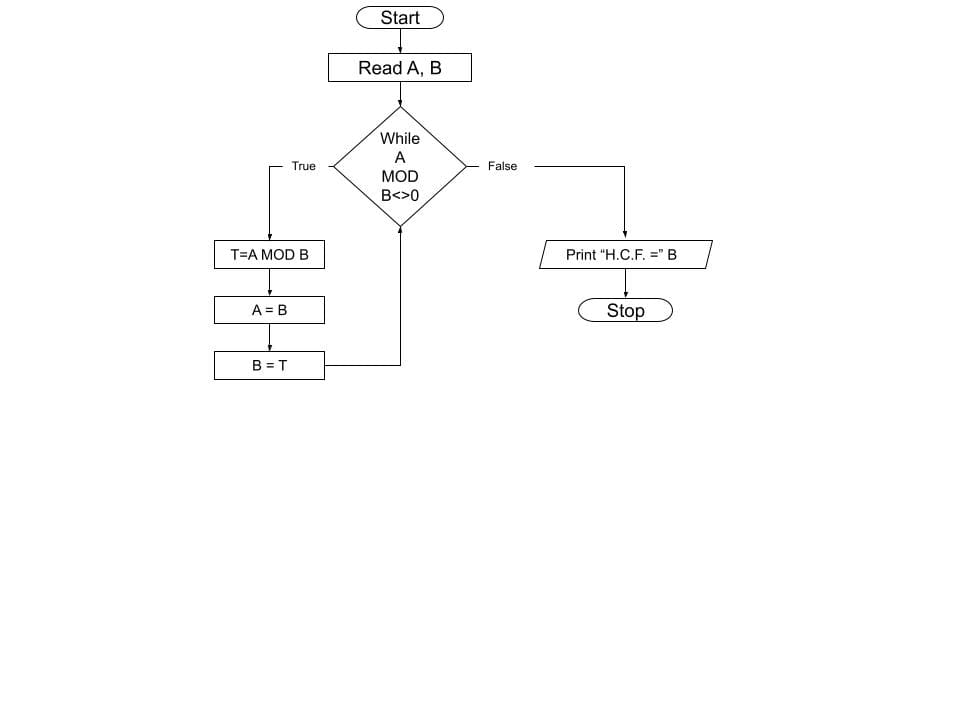 Start
Read A, B
While
A
MOD
B<>0
True
False
T=A MOD B
A = B
B = T
Print “H.C.F. =” B
Stop